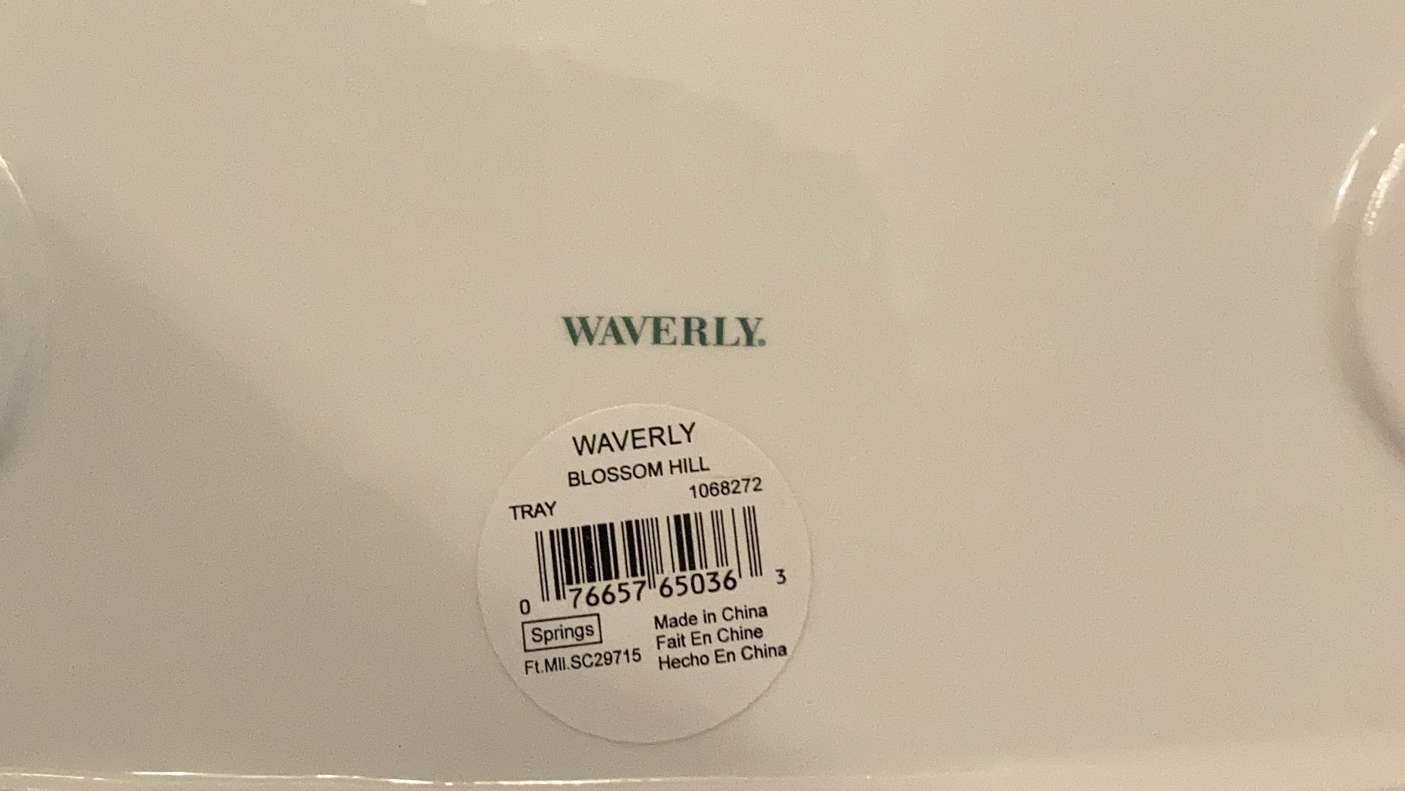 WAVERLY®
WAVERLY
BLOSSOM HILL
TRAY 1068272
0 76657 65036 3
Springs
Ft.Mll.SC29715
Made in China
Fait En Chine
Hecho En China